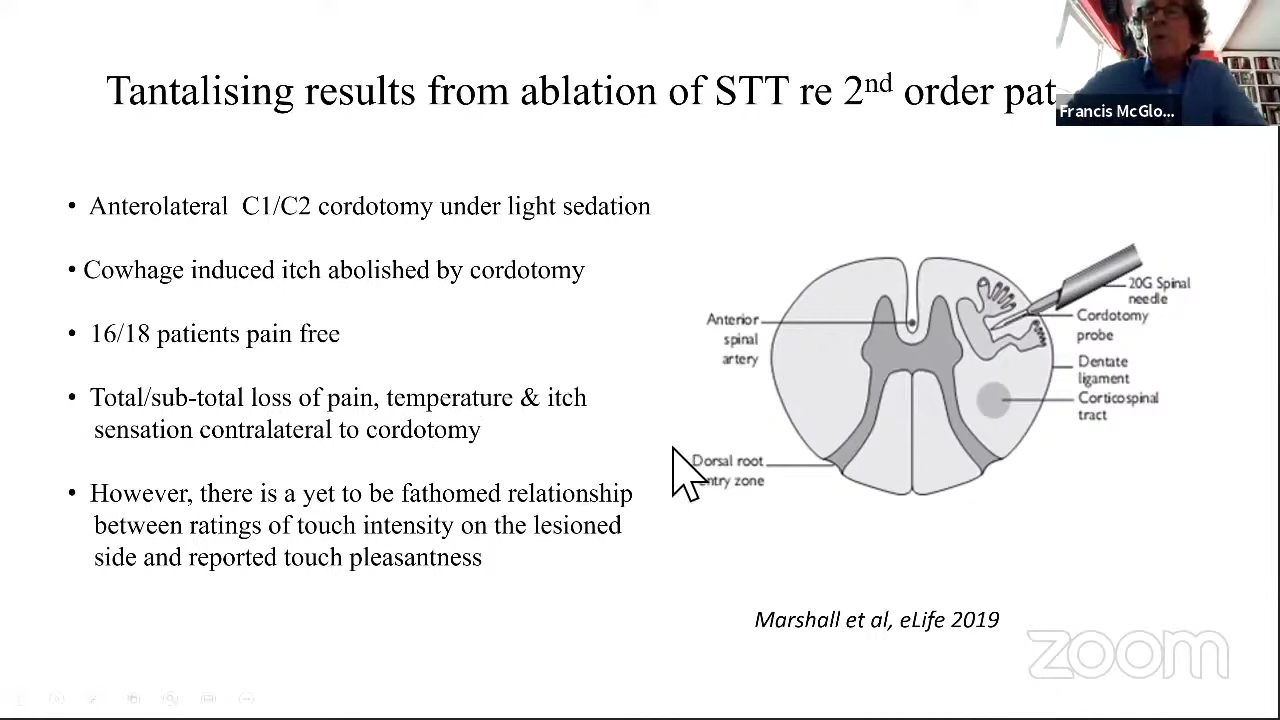 Tantalising results from ablation of STT re 2nd order pat
Francis McGlo...
• Anterolateral C1/C2 cordotomy under light sedation
• Cowhage induced itch abolished by cordotomy
• 16/18 patients pain free
• Total/sub-total loss of pain, temperature & itch
sensation contralateral to cordotomy
• However, there is a yet to be fathomed relationship
between ratings of touch intensity on the lesioned
side and reported touch pleasantness
Anterior
spinal
artery
20G Spinal
needle
Cordotomy
probe
Dentate
ligament
Corticospinal
tract
Dorsal root
entry zone
Marshall et al, eLife 2019
zoom